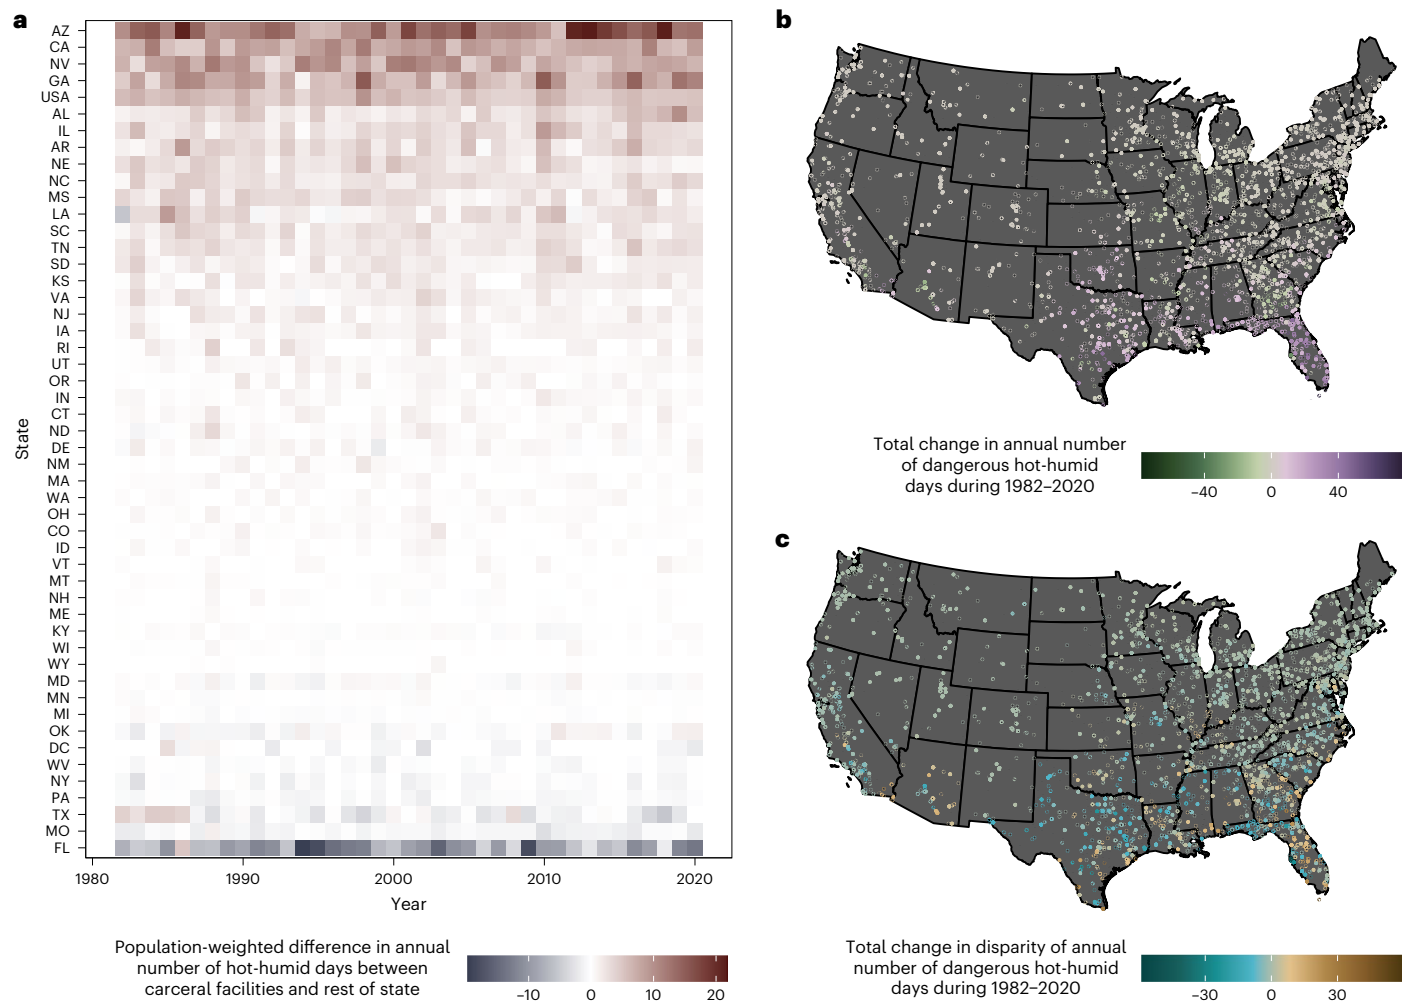 a
AZ
CA
NV
GA
USA
AL
IL
AR
NE
NC
MS
LA
SC
TN
SD
KS
VA
NJ
IA
RI
UT
OR
IN
CT
ND
DE
NM
MA
WA
OH
CO
ID
VT
MT
NH
ME
KY
WI
WY
MD
MN
MI
OK
DC
WV
NY
PA
TX
MO
FL
State
1980
1990
2000
2010
2020
Year
Population-weighted difference in annual
number of hot-humid days between
carceral facilities and rest of state
−10
0
10
20
b
Total change in annual number
of dangerous hot-humid
days during 1982–2020
−40
0
40
c
Total change in disparity of annual
number of dangerous hot-humid
days during 1982–2020
−30
0
30